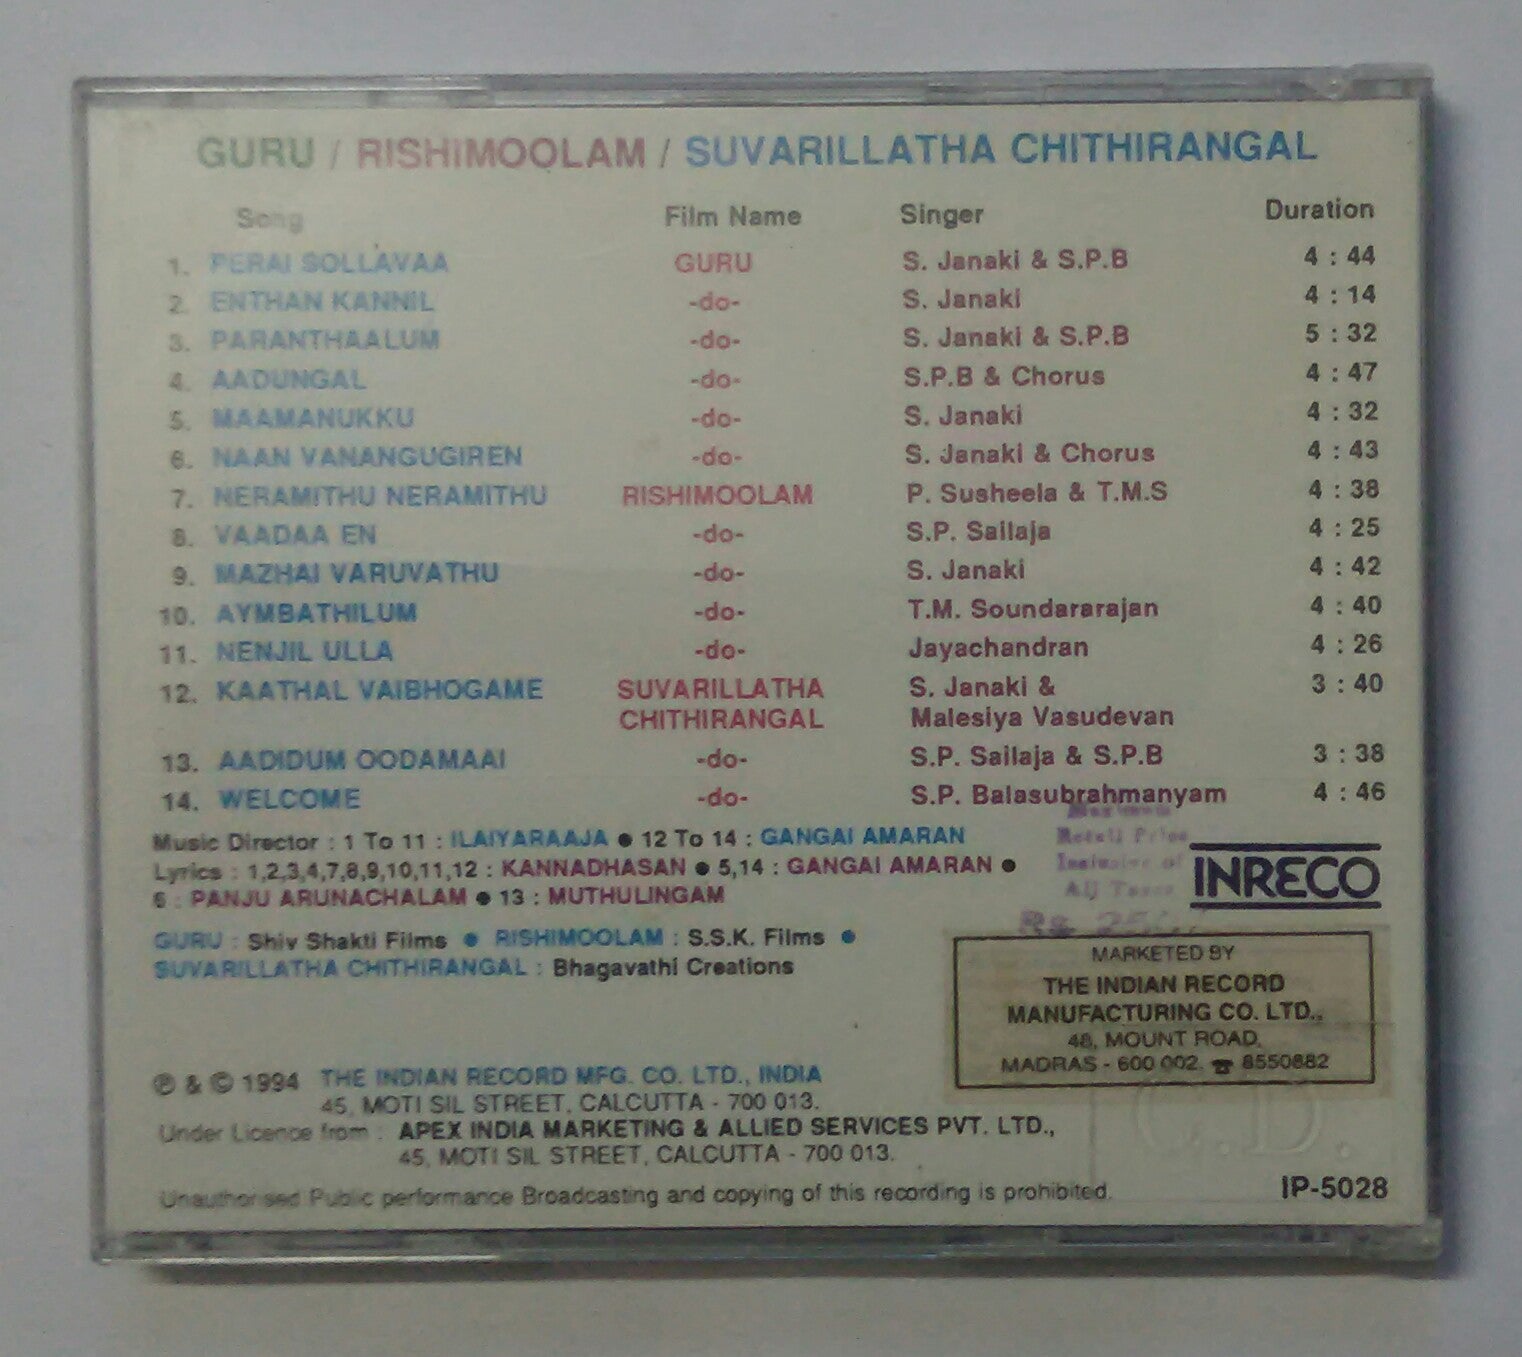 GURU / RISHIMOOLAM / SUVARILLATHA CHITHIRANGAL
Song Film Name Singer Duration
1. PERAI SOLLAVAA GURU S. Janaki & S.P.B 4 : 44
2. ENTHAN KANNIL -do- S. Janaki 4 : 14
3. PARANTHAALUM -do- S. Janaki & S.P.B 5 : 32
4. AADUNGAL -do- S.P.B & Chorus 4 : 47
5. MAAMANUKKU -do- S. Janaki 4 : 32
6. NAAN VANANGUGIREN -do- S. Janaki & Chorus 4 : 43
7. NERAMITHU NERAMITHU RISHIMOOLAM P. Susheela & T.M.S 4 : 38
8. VAADAA EN -do- S.P. Sailaja 4 : 25
9. MAZHAI VARUVATHU -do- S. Janaki 4 : 42
10. AYMBATHILUM -do- T.M. Soundararajan 4 : 40
11. NENJIL ULLA -do- Jayachandran 4 : 26
12. KAATHAL VAIBHOGAME SUVARILLATHA S. Janaki & 3 : 40
CHITHIRANGAL Malesiya Vasudevan
13. AADIDUM OODAMAAI -do- S.P. Sailaja & S.P.B 3 : 38
14. WELCOME -do- S.P. Balasubrahmanyam 4 : 46
Music Director : 1 To 11 : ILAIYARAAJA ● 12 To 14 : GANGAI AMARAN
Lyrics : 1,2,3,4,7,8,9,10,11,12 : KANNADHASAN ● 5,14 : GANGAI AMARAN ●
6 : PANJU ARUNACHALAM ● 13 : MUTHULINGAM
GURU : Shiv Shakti Films ● RISHIMOOLAM : S.S.K. Films ●
SUVARILLATHA CHITHIRANGAL : Bhagavathi Creations
Retail Price
Inclusive of
All Taxes
Rs
INRECO
MARKETED BY
THE INDIAN RECORD
MANUFACTURING CO. LTD.,
48, MOUNT ROAD,
MADRAS - 600 002. ☎ 8550882
℗ & © 1994 THE INDIAN RECORD MFG. CO. LTD., INDIA
45, MOTI SIL STREET, CALCUTTA - 700 013.
Under Licence from : APEX INDIA MARKETING & ALLIED SERVICES PVT. LTD.,
45, MOTI SIL STREET, CALCUTTA - 700 013.
C.D.
Unauthorised Public performance Broadcasting and copying of this recording is prohibited.
IP-5028